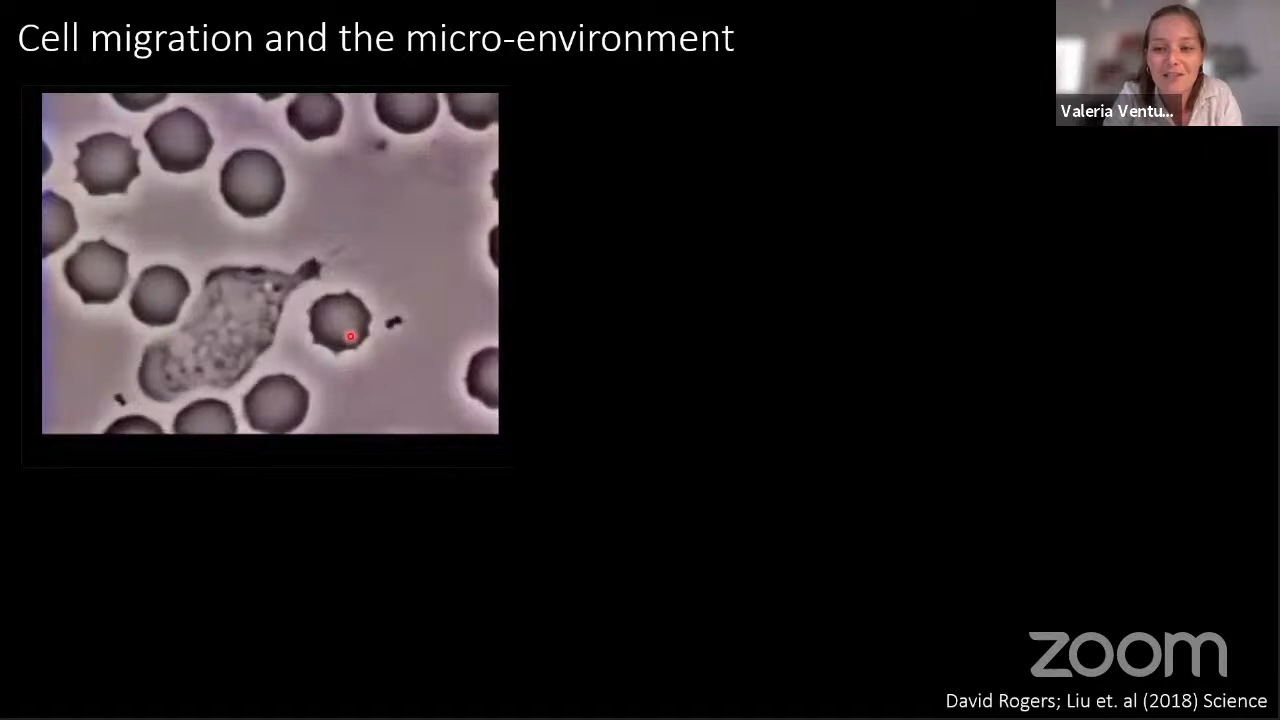 Cell migration and the micro-environment
Valeria Ventu...
zoom
David Rogers; Liu et. al (2018) Science